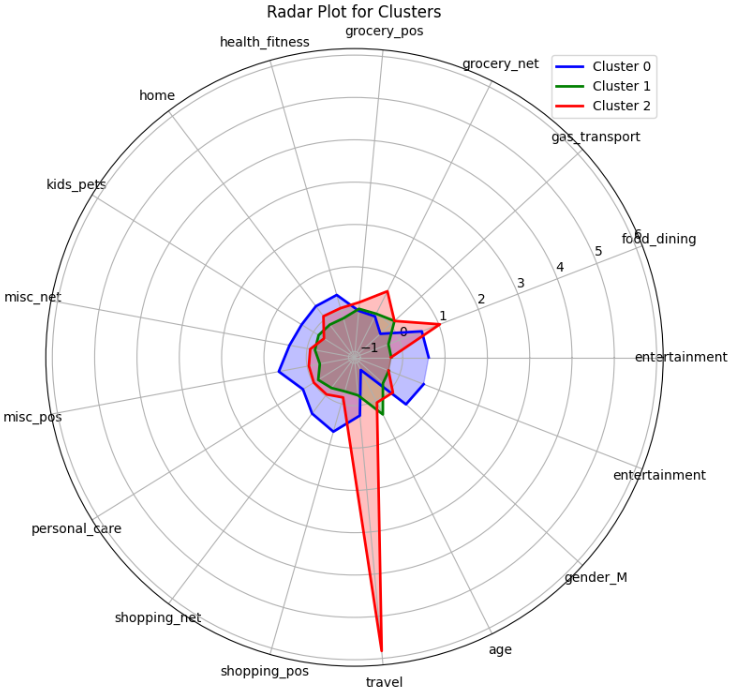 Radar Plot for Clusters
grocery_pos
health_fitness
grocery_net
Cluster 0
Cluster 1
Cluster 2
home
gas_transport
kids_pets
food_dining
6
5
4
3
2
1
0
−1
misc_net
entertainment
misc_pos
entertainment
personal_care
gender_M
shopping_net
age
shopping_pos
travel